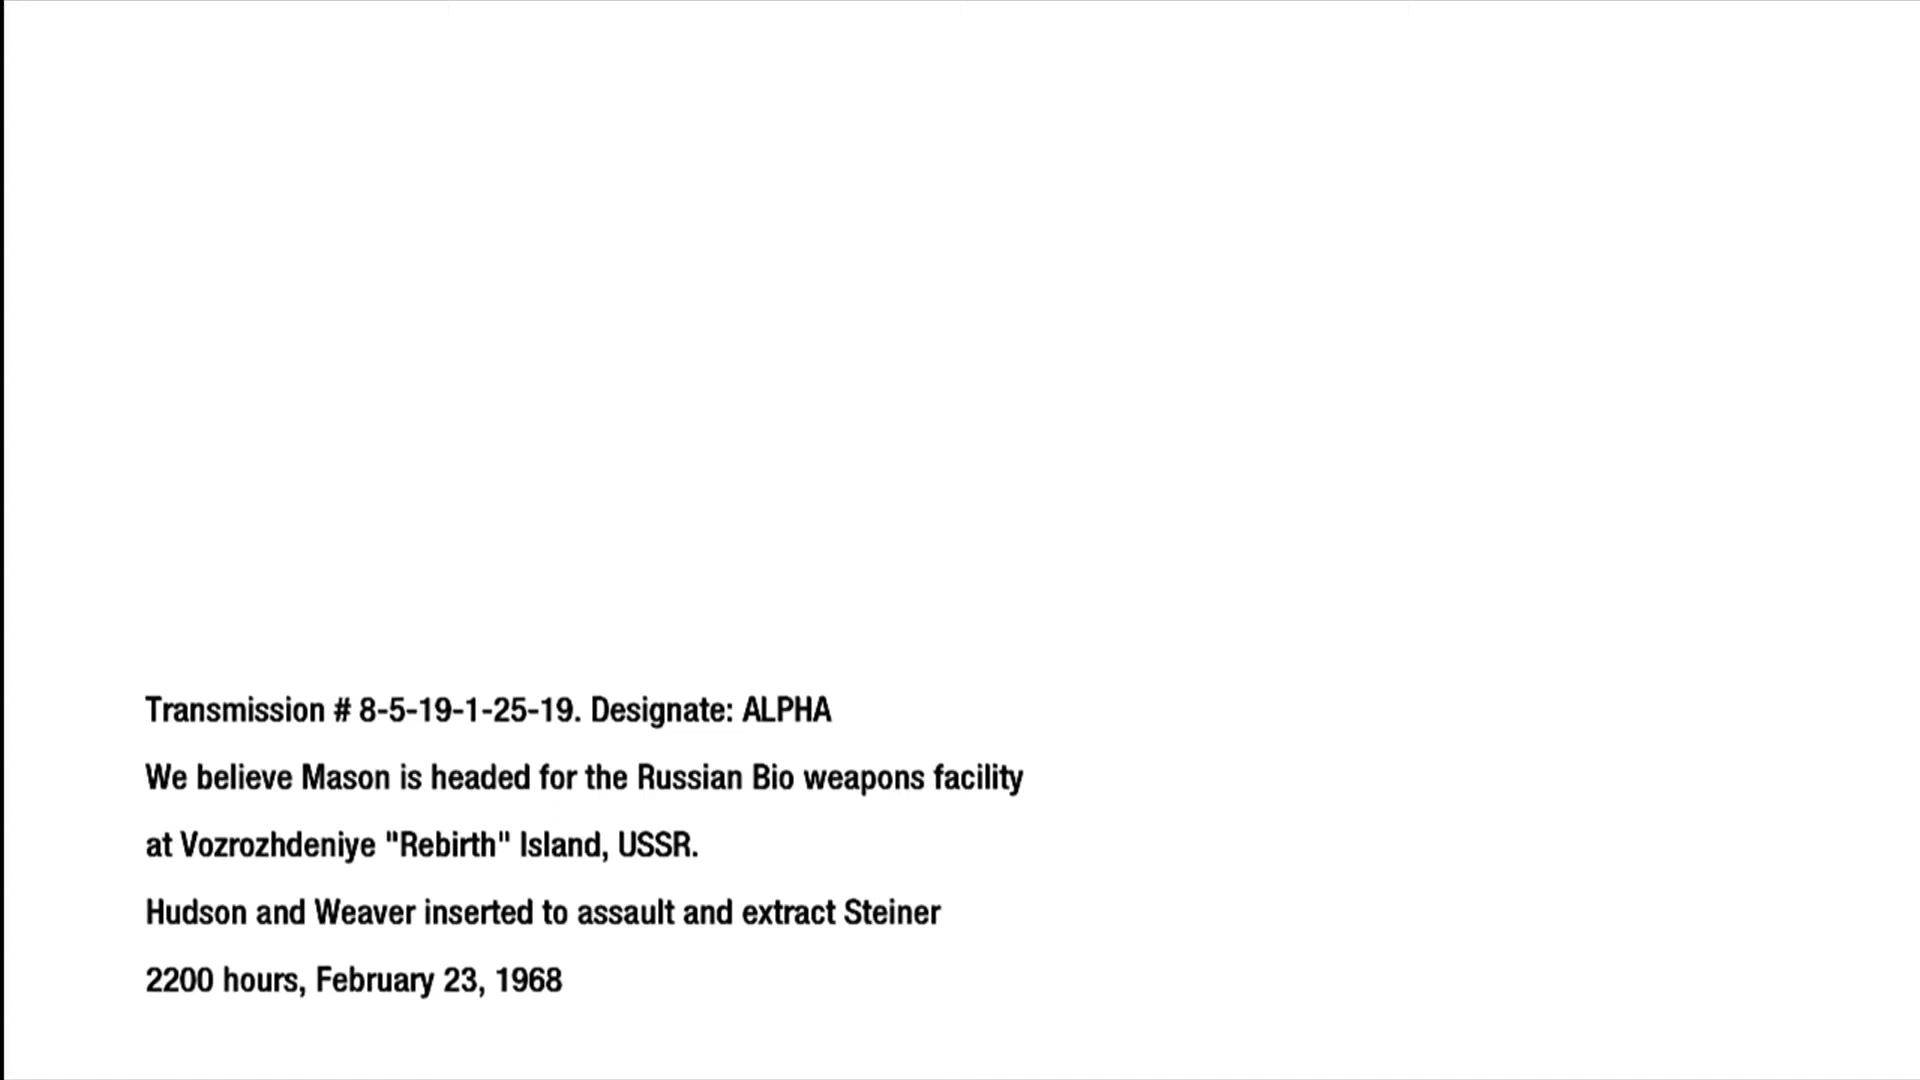 Transmission # 8-5-19-1-25-19. Designate: ALPHA
We believe Mason is headed for the Russian Bio weapons facility
at Vozrozhdeniye "Rebirth" Island, USSR.
Hudson and Weaver inserted to assault and extract Steiner
2200 hours, February 23, 1968